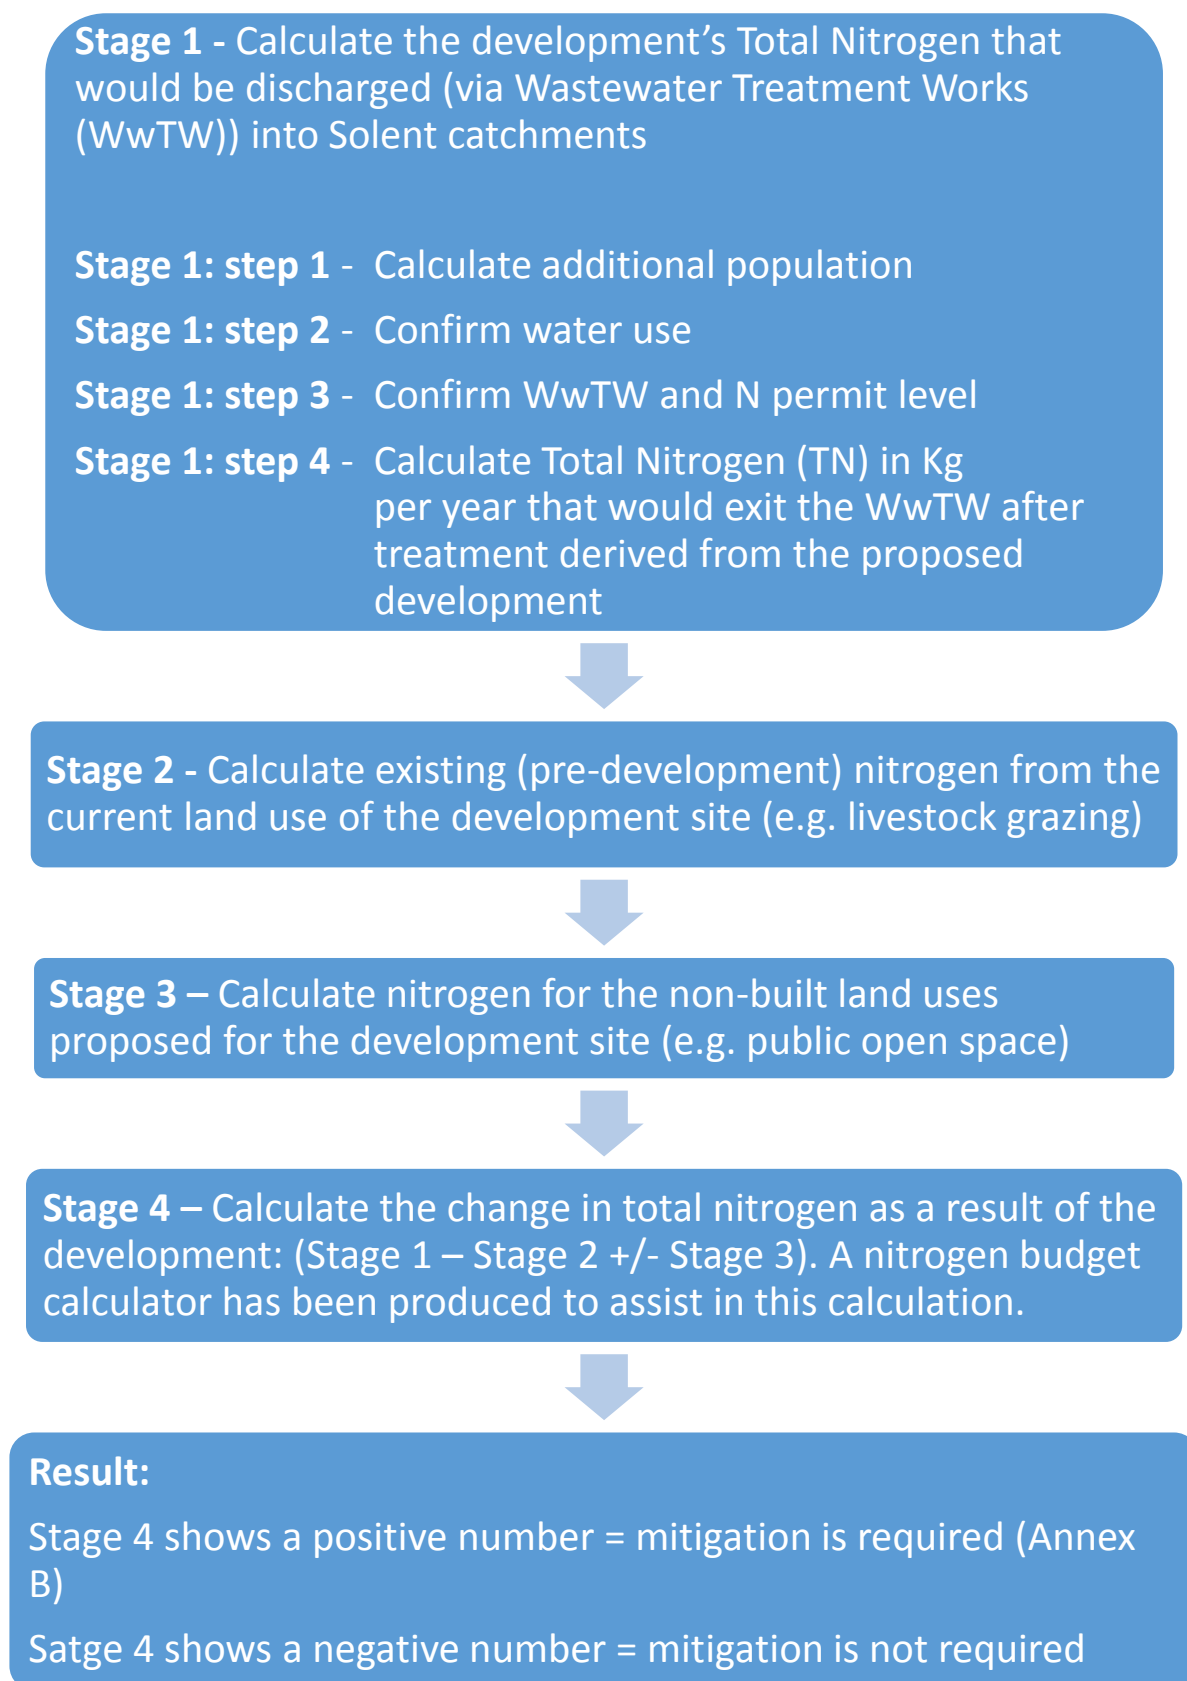 Stage 1 - Calculate the development’s Total Nitrogen that
would be discharged (via Wastewater Treatment Works
(WwTW)) into Solent catchments
Stage 1: step 1 - Calculate additional population
Stage 1: step 2 - Confirm water use
Stage 1: step 3 - Confirm WwTW and N permit level
Stage 1: step 4 - Calculate Total Nitrogen (TN) in Kg
per year that would exit the WwTW after
treatment derived from the proposed
development
Stage 2 - Calculate existing (pre-development) nitrogen from the
current land use of the development site (e.g. livestock grazing)
Stage 3 – Calculate nitrogen for the non-built land uses
proposed for the development site (e.g. public open space)
Stage 4 – Calculate the change in total nitrogen as a result of the
development: (Stage 1 – Stage 2 +/- Stage 3). A nitrogen budget
calculator has been produced to assist in this calculation.
Result:
Stage 4 shows a positive number = mitigation is required (Annex
B)
Satge 4 shows a negative number = mitigation is not required